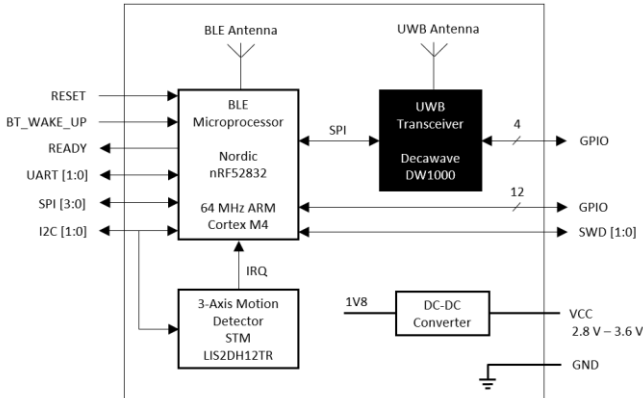 BLE Antenna
UWB Antenna
RESET
BT_WAKE_UP
READY
UART [1:0]
SPI [3:0]
I2C [1:0]
BLE
Microprocessor
Nordic
nRF52832
64 MHz ARM
Cortex M4
SPI
UWB
Transceiver
Decawave
DW1000
4
GPIO
12
GPIO
SWD [1:0]
IRQ
3-Axis Motion
Detector
STM
LIS2DH12TR
1V8
DC-DC
Converter
VCC
2.8 V – 3.6 V
GND